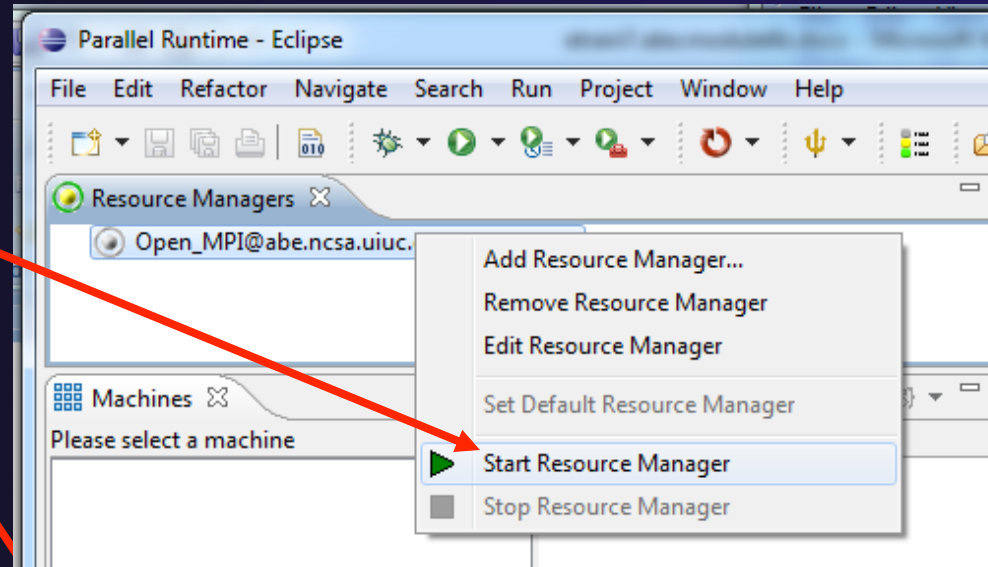 Parallel Runtime - Eclipse
File Edit Refactor Navigate Search Run Project Window Help
010
Resource Managers
Open_MPI@abe.ncsa.uiuc.
Add Resource Manager...
Remove Resource Manager
Edit Resource Manager
Set Default Resource Manager
Start Resource Manager
Stop Resource Manager
Machines
Please select a machine